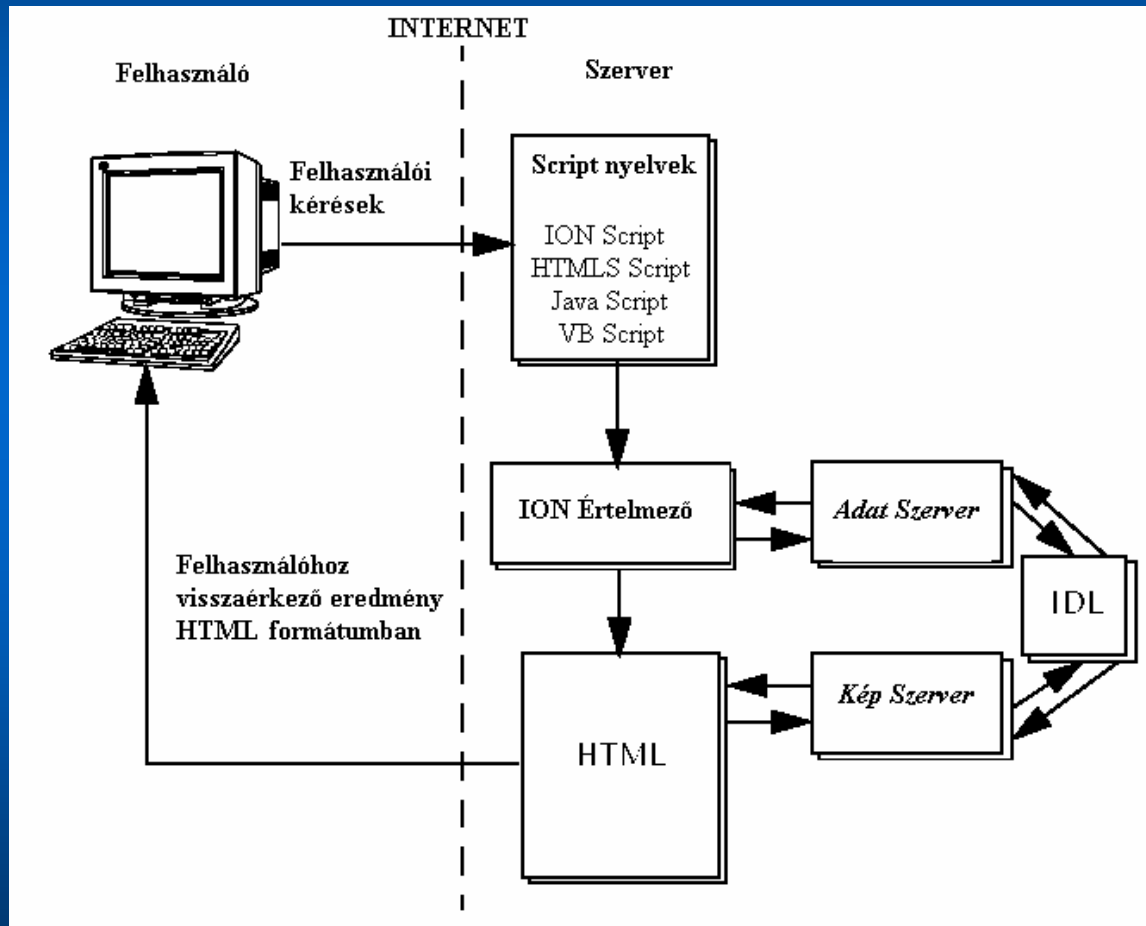 INTERNET
Felhasználó
Szerver
Felhasználói
kérések
Script nyelvek
ION Script
HTMLS Script
Java Script
VB Script
ION Értelmező
Adat Szerver
IDL
Felhasználóhoz
visszaérkező eredmény
HTML formátumban
Kép Szerver
HTML